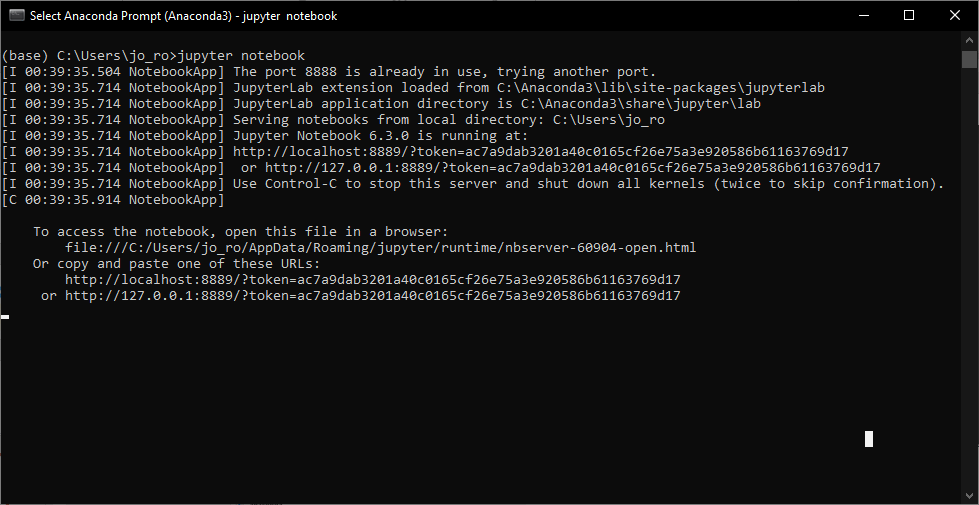 Select Anaconda Prompt (Anaconda3) - jupyter notebook
(base) C:\Users\jo_ro>jupyter notebook
[I 00:39:35.504 NotebookApp] The port 8888 is already in use, trying another port.
[I 00:39:35.714 NotebookApp] JupyterLab extension loaded from C:\Anaconda3\lib\site-packages\jupyterlab
[I 00:39:35.714 NotebookApp] JupyterLab application directory is C:\Anaconda3\share\jupyter\lab
[I 00:39:35.714 NotebookApp] Serving notebooks from local directory: C:\Users\jo_ro
[I 00:39:35.714 NotebookApp] Jupyter Notebook 6.3.0 is running at:
[I 00:39:35.714 NotebookApp] http://localhost:8889/?token=ac7a9dab3201a40c0165cf26e75a3e920586b61163769d17
[I 00:39:35.714 NotebookApp]  or http://127.0.0.1:8889/?token=ac7a9dab3201a40c0165cf26e75a3e920586b61163769d17
[I 00:39:35.714 NotebookApp] Use Control-C to stop this server and shut down all kernels (twice to skip confirmation).
[C 00:39:35.914 NotebookApp]
To access the notebook, open this file in a browser:
file:///C:/Users/jo_ro/AppData/Roaming/jupyter/runtime/nbserver-60904-open.html
Or copy and paste one of these URLs:
http://localhost:8889/?token=ac7a9dab3201a40c0165cf26e75a3e920586b61163769d17
or http://127.0.0.1:8889/?token=ac7a9dab3201a40c0165cf26e75a3e920586b61163769d17